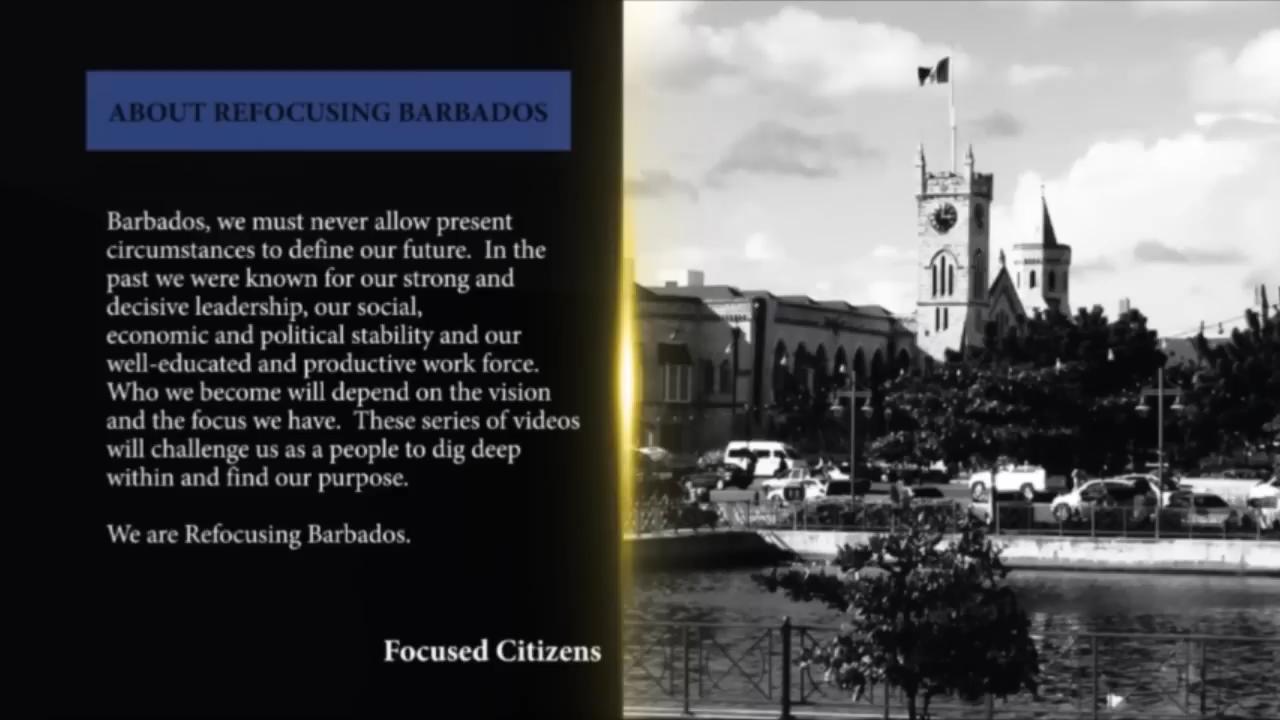 ABOUT REFOCUSING BARBADOS
Barbados, we must never allow present
circumstances to define our future.  In the
past we were known for our strong and
decisive leadership, our social,
economic and political stability and our
well-educated and productive work force.
Who we become will depend on the vision
and the focus we have.  These series of videos
will challenge us as a people to dig deep
within and find our purpose.
We are Refocusing Barbados.
Focused Citizens